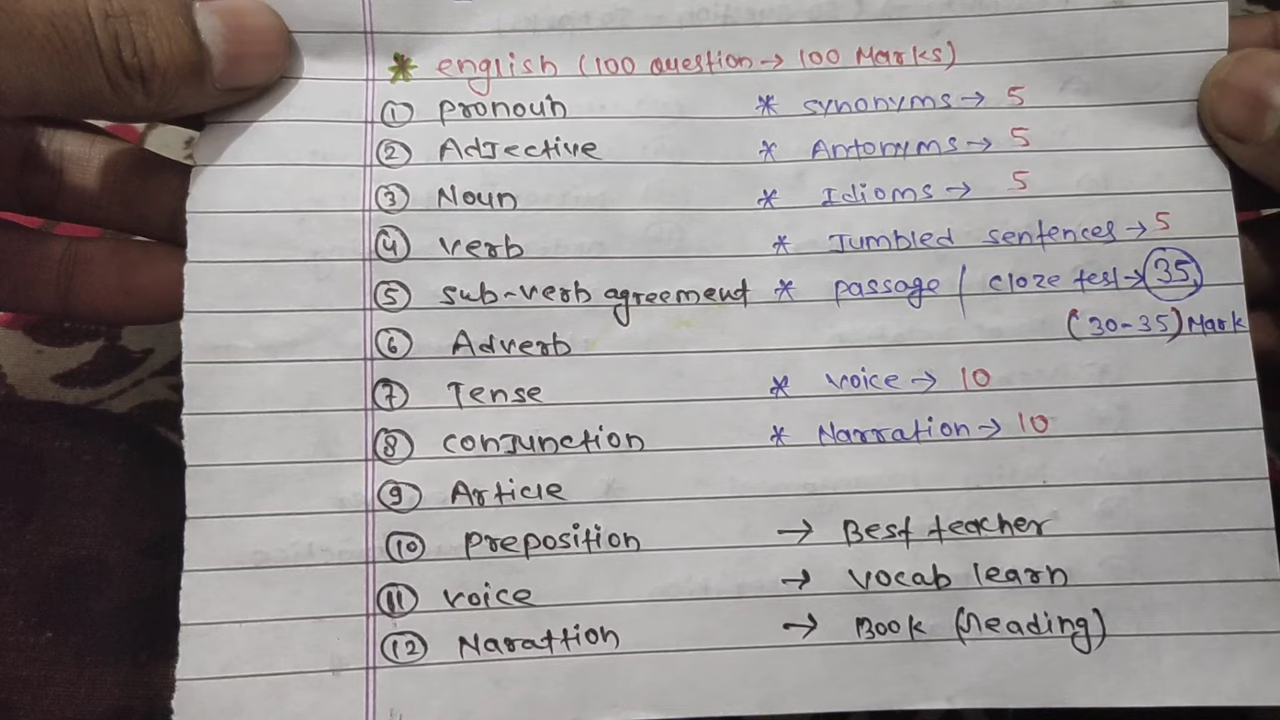 * english (100 question → 100 Marks)
① pronoun * synonyms → 5
② Adjective * Antonyms → 5
③ Noun * Idioms → 5
④ verb * Jumbled sentences → 5
⑤ sub-verb agreement * passage / cloze test → 35
(30-35) Mark
⑥ Adverb
⑦ Tense * voice → 10
⑧ conjunction * Narration → 10
⑨ Article
⑩ preposition → Best teacher
⑪ voice → vocab learn
⑫ Narattion → Book (Reading)